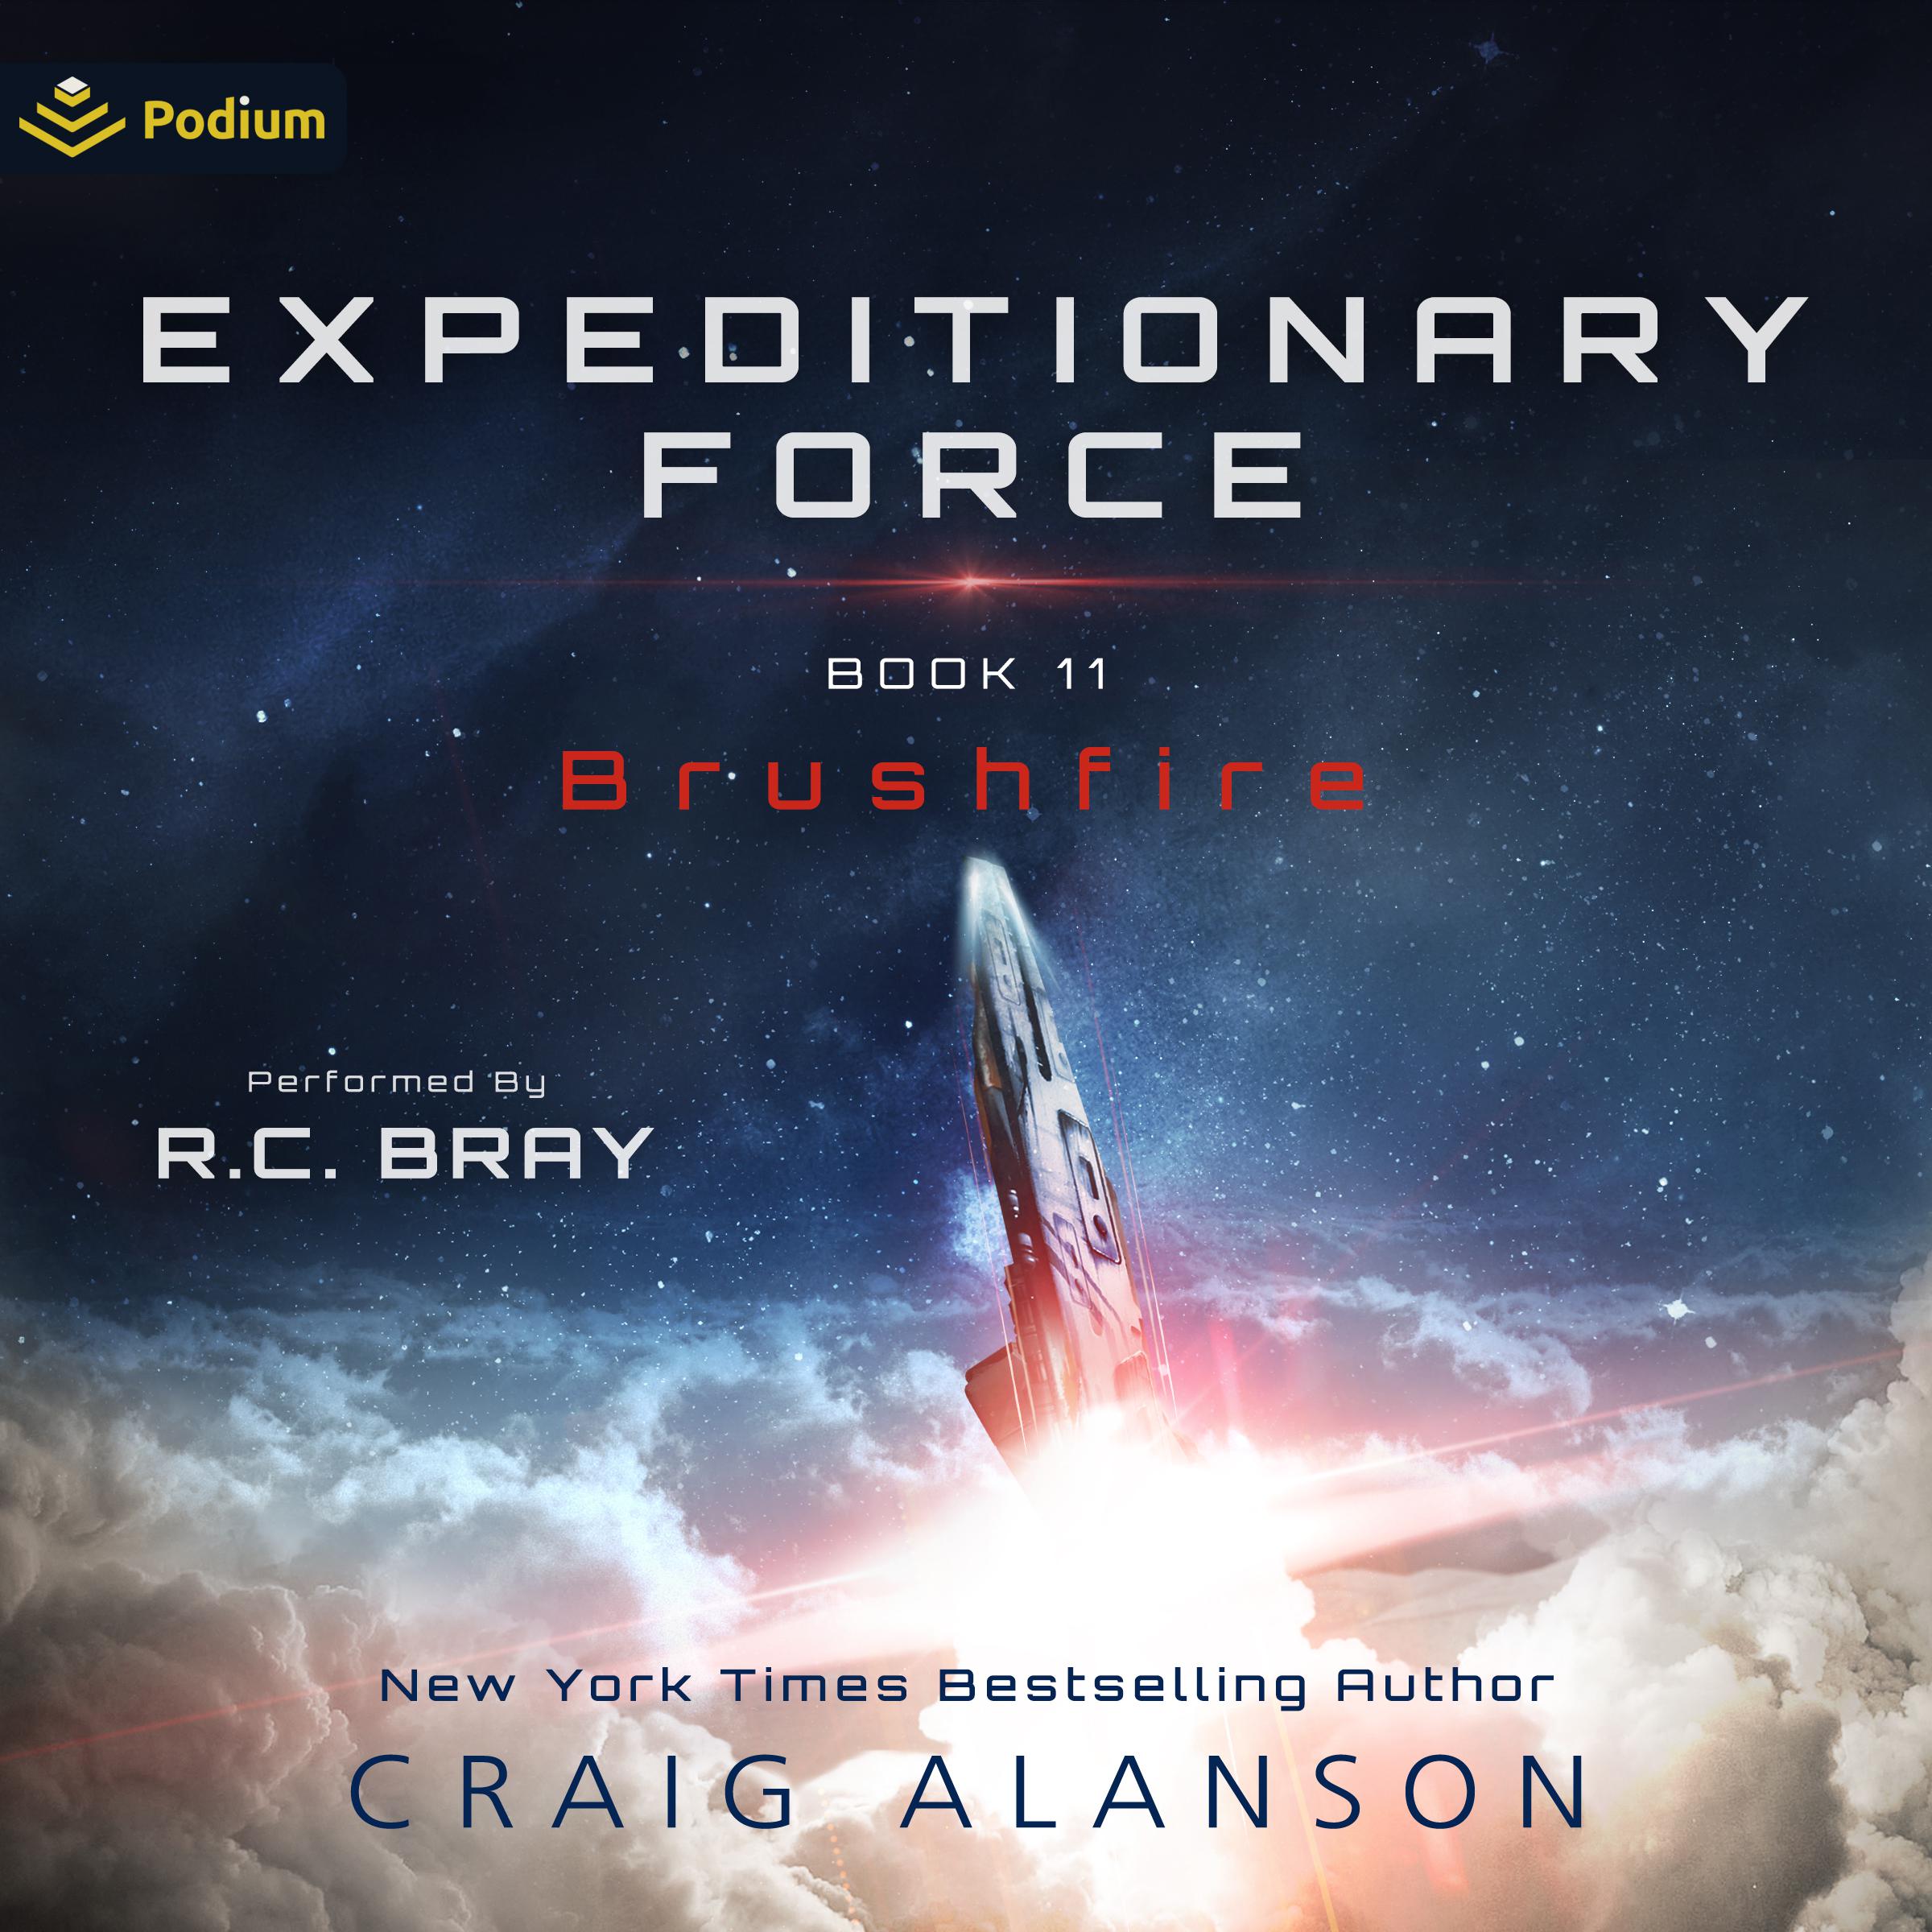 Podium
EXPEDITIONARY
FORCE
BOOK 11
Brushfire
Performed By
R.C. BRAY
New York Times Bestselling Author
CRAIG ALANSON